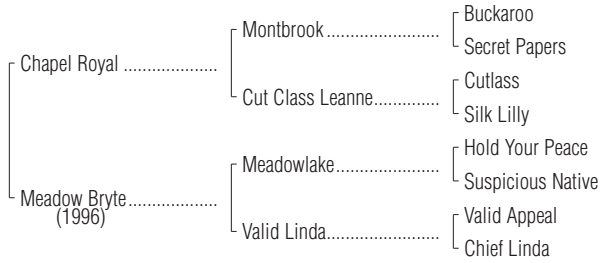 Buckaroo
Montbrook ........................
Secret Papers
Chapel Royal ....................
Cutlass
Cut Class Leanne..............
Silk Lilly
Hold Your Peace
Meadowlake......................
Suspicious Native
Meadow Bryte...................
(1996)
Valid Appeal
Valid Linda........................
Chief Linda